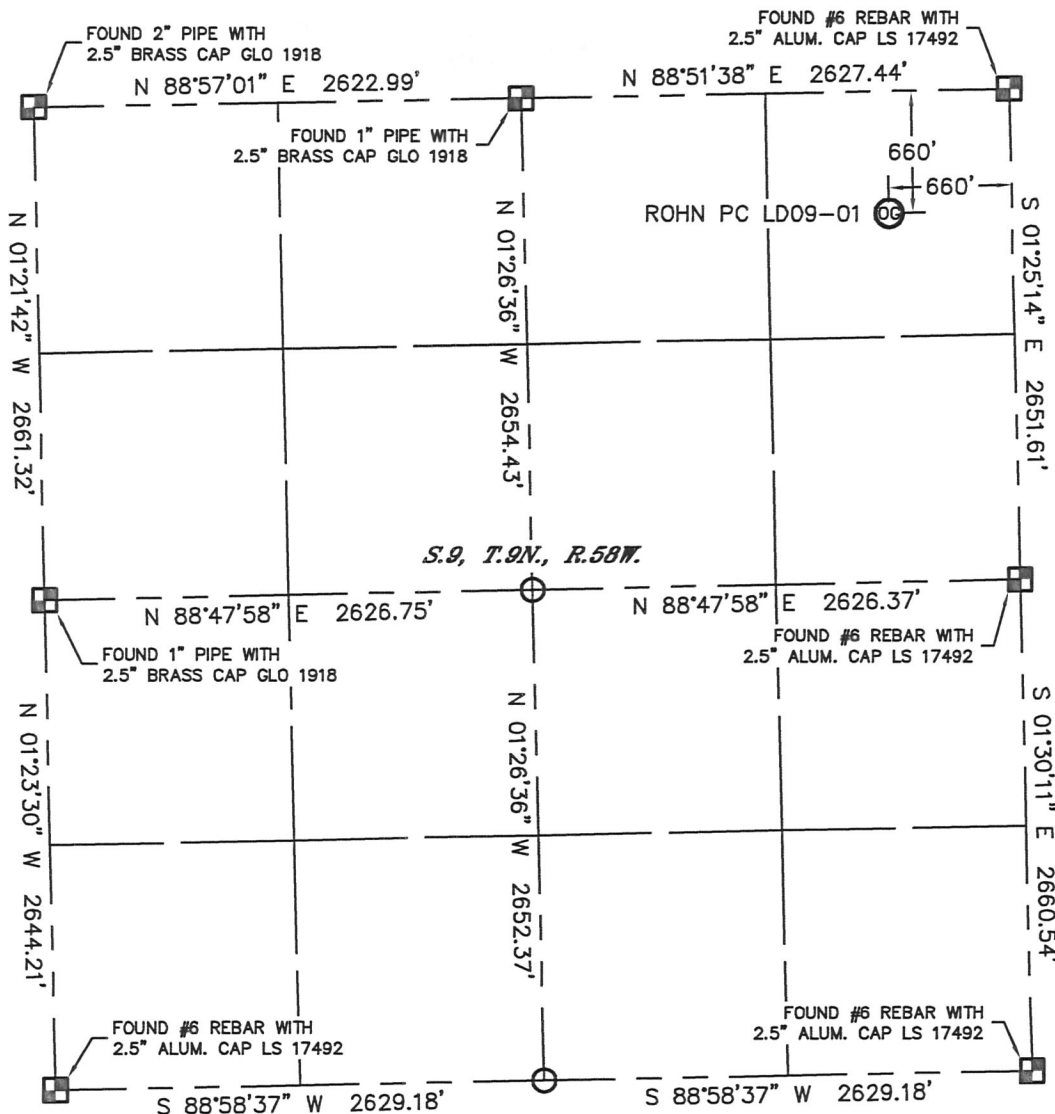 FOUND 2" PIPE WITH
2.5" BRASS CAP GLO 1918
FOUND #6 REBAR WITH
2.5" ALUM. CAP LS 17492
N 88°57'01" E 2622.99'
N 88°51'38" E 2627.44'
FOUND 1" PIPE WITH
2.5" BRASS CAP GLO 1918
660'
660'
ROHN PC LD09-01
OG
N 01°21'42" W 2661.32'
N 01°26'36" W 2654.43'
S 01°25'14" E 2651.61'
S.9, T.9N., R.58W.
N 88°47'58" E 2626.75'
N 88°47'58" E 2626.37'
FOUND 1" PIPE WITH
2.5" BRASS CAP GLO 1918
FOUND #6 REBAR WITH
2.5" ALUM. CAP LS 17492
N 01°23'30" W 2644.21'
N 01°26'36" W 2652.37'
S 01°30'11" E 2660.54'
FOUND #6 REBAR WITH
2.5" ALUM. CAP LS 17492
FOUND #6 REBAR WITH
2.5" ALUM. CAP LS 17492
S 88°58'37" W 2629.18'
S 88°58'37" W 2629.18'